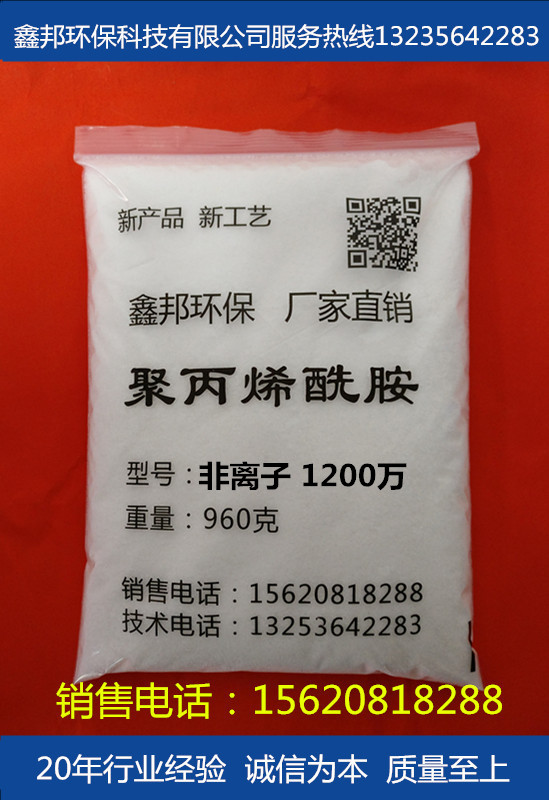 鑫邦环保科技有限公司服务热线13235642283
新产品 新工艺
鑫邦环保 厂家直销
聚丙烯酰胺
型号：非离子 1200万
重量：960克
销售电话：15620818288
技术电话：13253642283
销售电话：15620818288
20年行业经验 诚信为本 质量至上